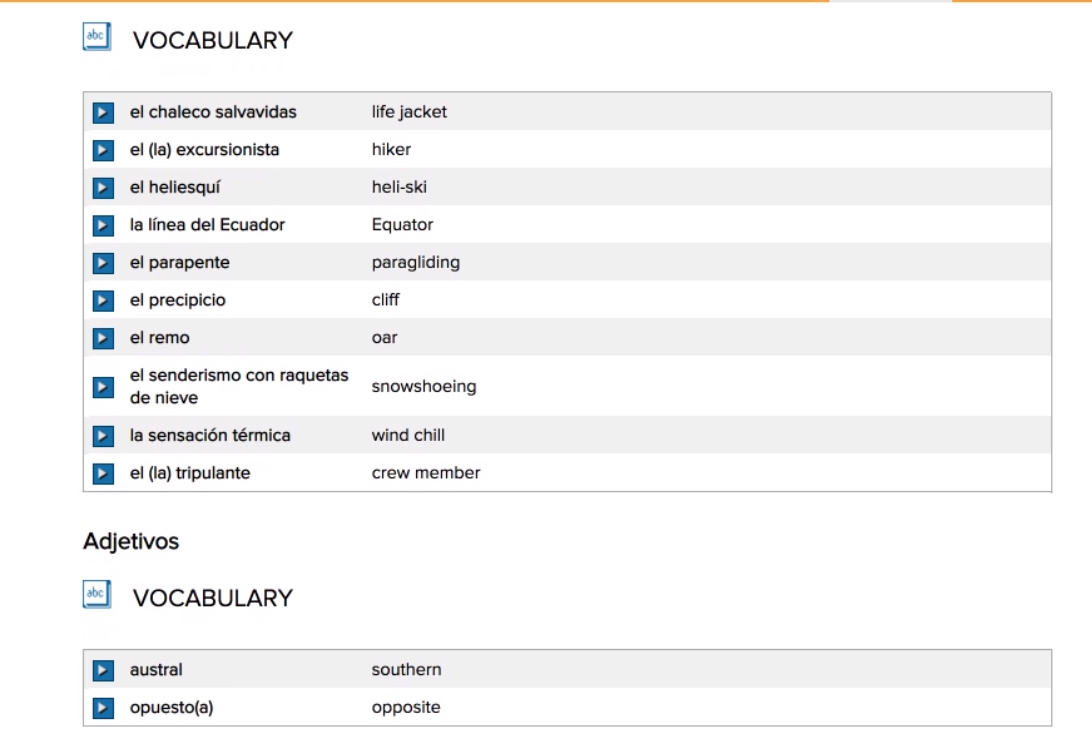 abc VOCABULARY
el chaleco salvavidas life jacket
el (la) excursionista hiker
el heliesquí heli-ski
la línea del Ecuador Equator
el parapente paragliding
el precipicio cliff
el remo oar
el senderismo con raquetas
de nieve snowshoeing
la sensación térmica wind chill
el (la) tripulante crew member
Adjetivos
abc VOCABULARY
austral southern
opuesto(a) opposite